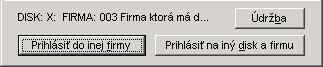 DISK: X:  FIRMA: 003 Firma ktorá má d...
Údržba
Prihlásiť do inej firmy
Prihlásiť na iný disk a firmu